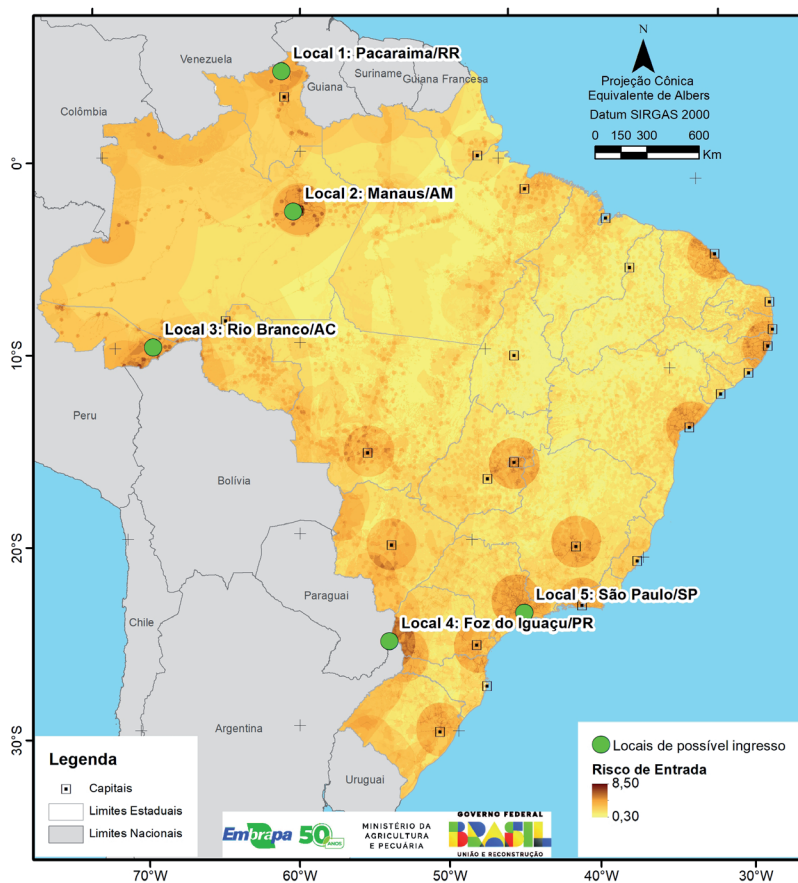 Local 1: Pacaraima/RR
Venezuela
Suriname
Guiana
Guiana Francesa
Colômbia
N
Projeção Cônica
Equivalente de Albers
Datum SIRGAS 2000
0 150 300 600
Km
0°
Local 2: Manaus/AM
Local 3: Rio Branco/AC
10°S
Peru
Bolívia
20°S
Paraguai
Chile
Local 5: São Paulo/SP
Local 4: Foz do Iguaçu/PR
Argentina
30°S
Uruguai
Legenda
Capitais
Limites Estaduais
Limites Nacionais
Locais de possível ingresso
Risco de Entrada
8,50
0,30
Embrapa 50 ANOS
MINISTÉRIO DA
AGRICULTURA
E PECUÁRIA
GOVERNO FEDERAL
BRASIL
UNIÃO E RECONSTRUÇÃO
70°W 60°W 50°W 40°W 30°W